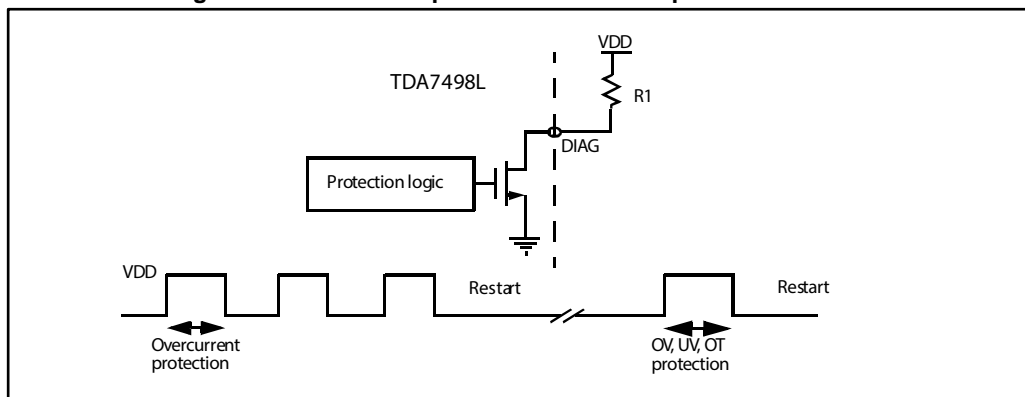 VDD
TDA7498L
R1
DIAG
Protection logic
VDD
Restart
Restart
Overcurrent
protection
OV, UV, OT
protection